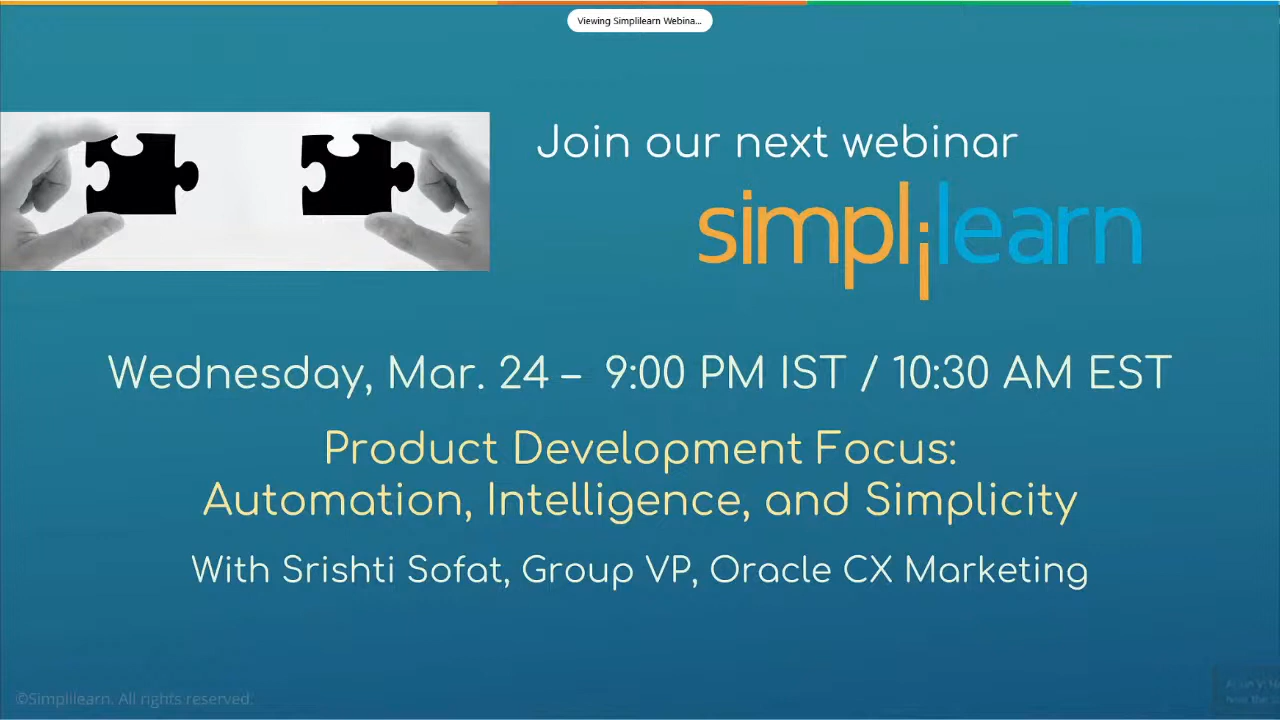 Viewing Simplilearn Webina...
Join our next webinar
simplilearn
Wednesday, Mar. 24 – 9:00 PM IST / 10:30 AM EST
Product Development Focus:
Automation, Intelligence, and Simplicity
With Srishti Sofat, Group VP, Oracle CX Marketing
©Simplilearn. All rights reserved.